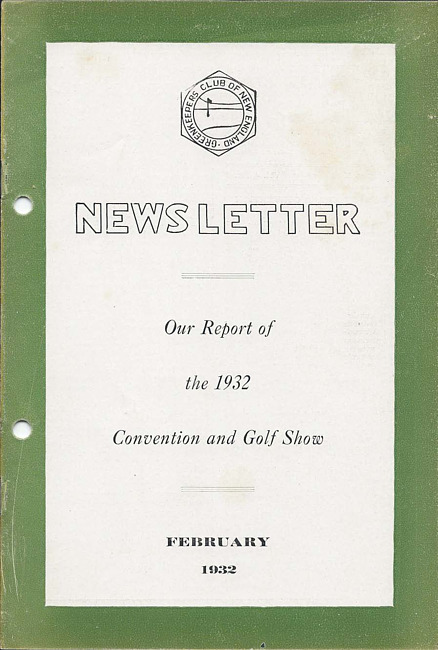 GREENKEEPERS CLUB OF NEW ENGLAND
NEWS LETTER
Our Report of
the 1932
Convention and Golf Show
FEBRUARY
1932